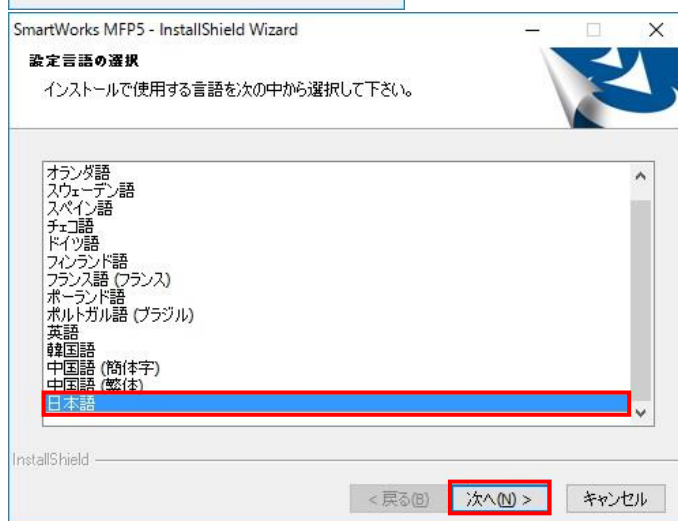 SmartWorks MFP5 - InstallShield Wizard
設定言語の選択
インストールで使用する言語を次の中から選択して下さい。
オランダ語
スウェーデン語
スペイン語
チェコ語
ドイツ語
フィンランド語
フランス語 (フランス)
ポーランド語
ポルトガル語 (ブラジル)
英語
韓国語
中国語 (簡体字)
中国語 (繁体)
日本語
InstallShield
< 戻る(B) 次へ(N) > キャンセル